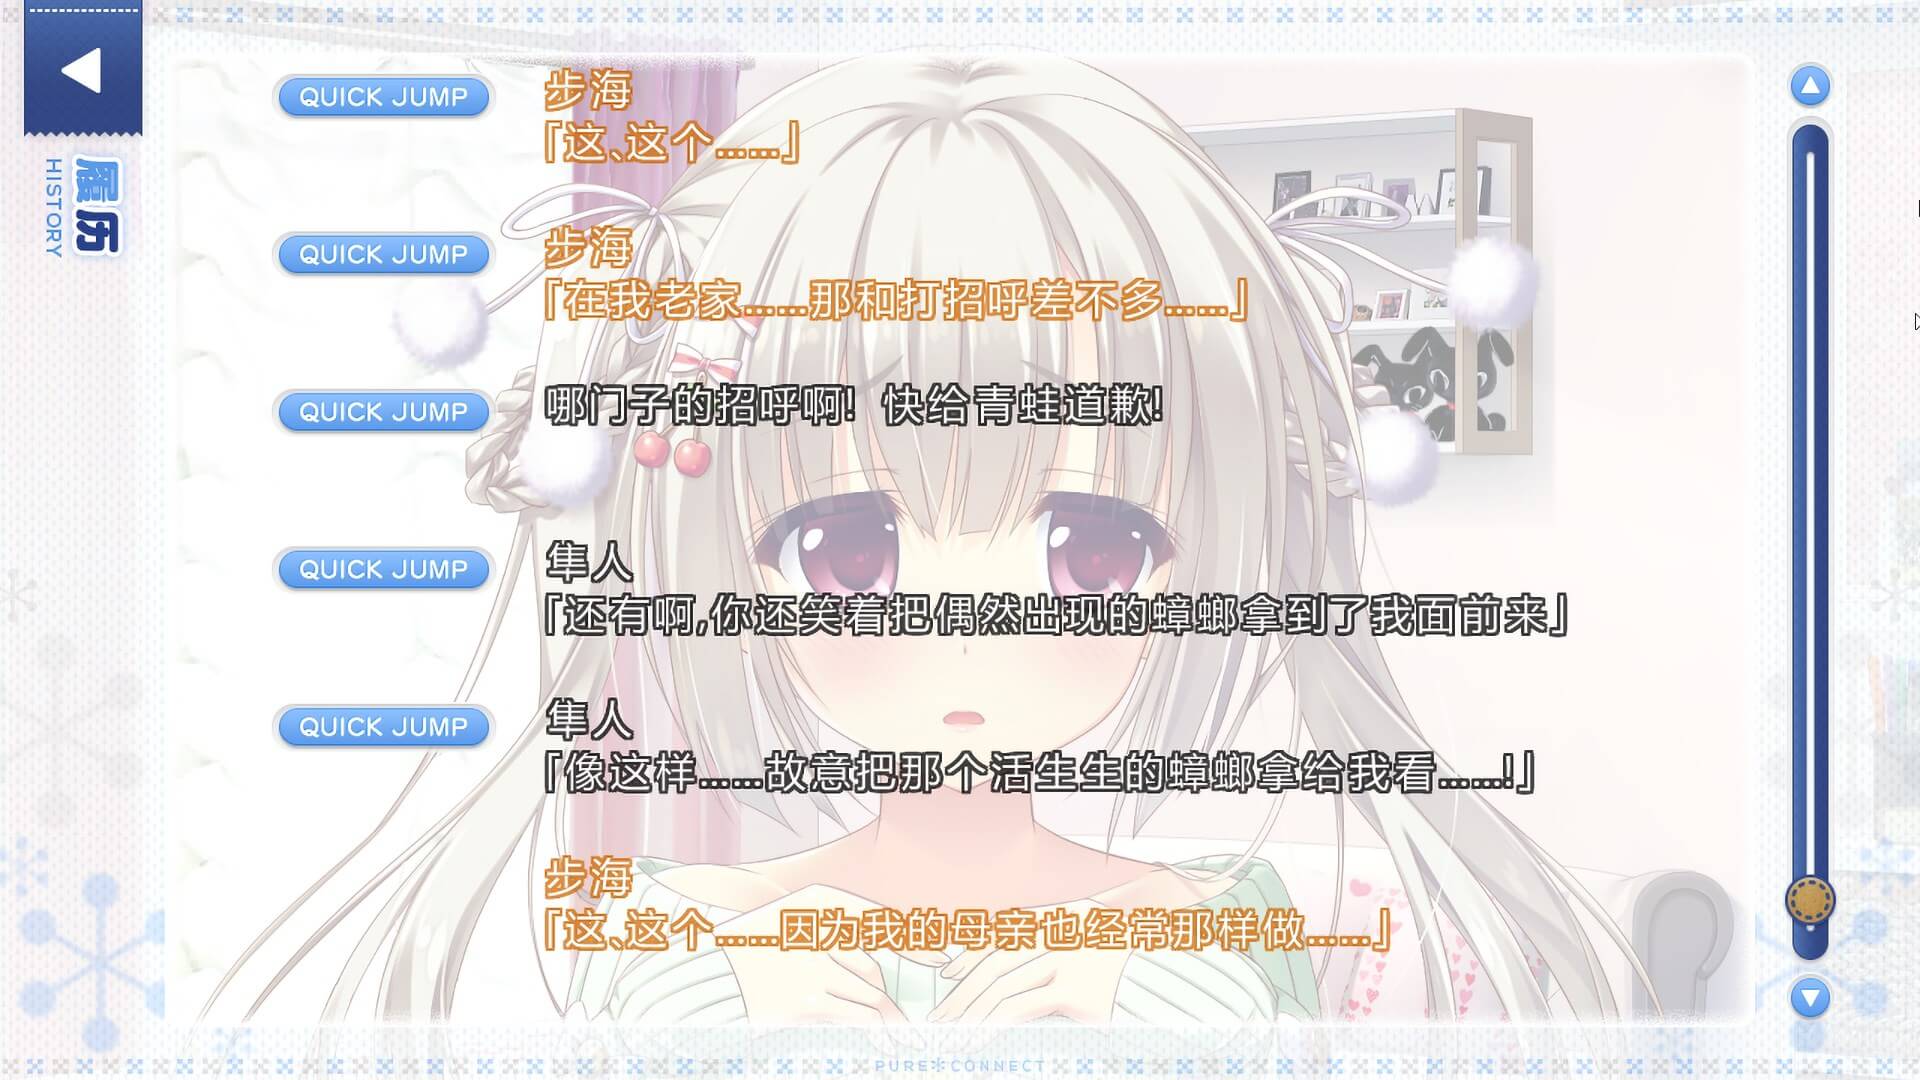 履历
HISTORY
QUICK JUMP
步海
「这、这个……」
QUICK JUMP
步海
「在我老家……那和打招呼差不多……」
QUICK JUMP
哪门子的招呼啊! 快给青蛙道歉!
QUICK JUMP
隼人
「还有啊,你还笑着把偶然出现的蟑螂拿到了我面前来」
QUICK JUMP
隼人
「像这样……故意把那个活生生的蟑螂拿给我看……!」
步海
「这、这个……因为我的母亲也经常那样做……」
PURE✻CONNECT